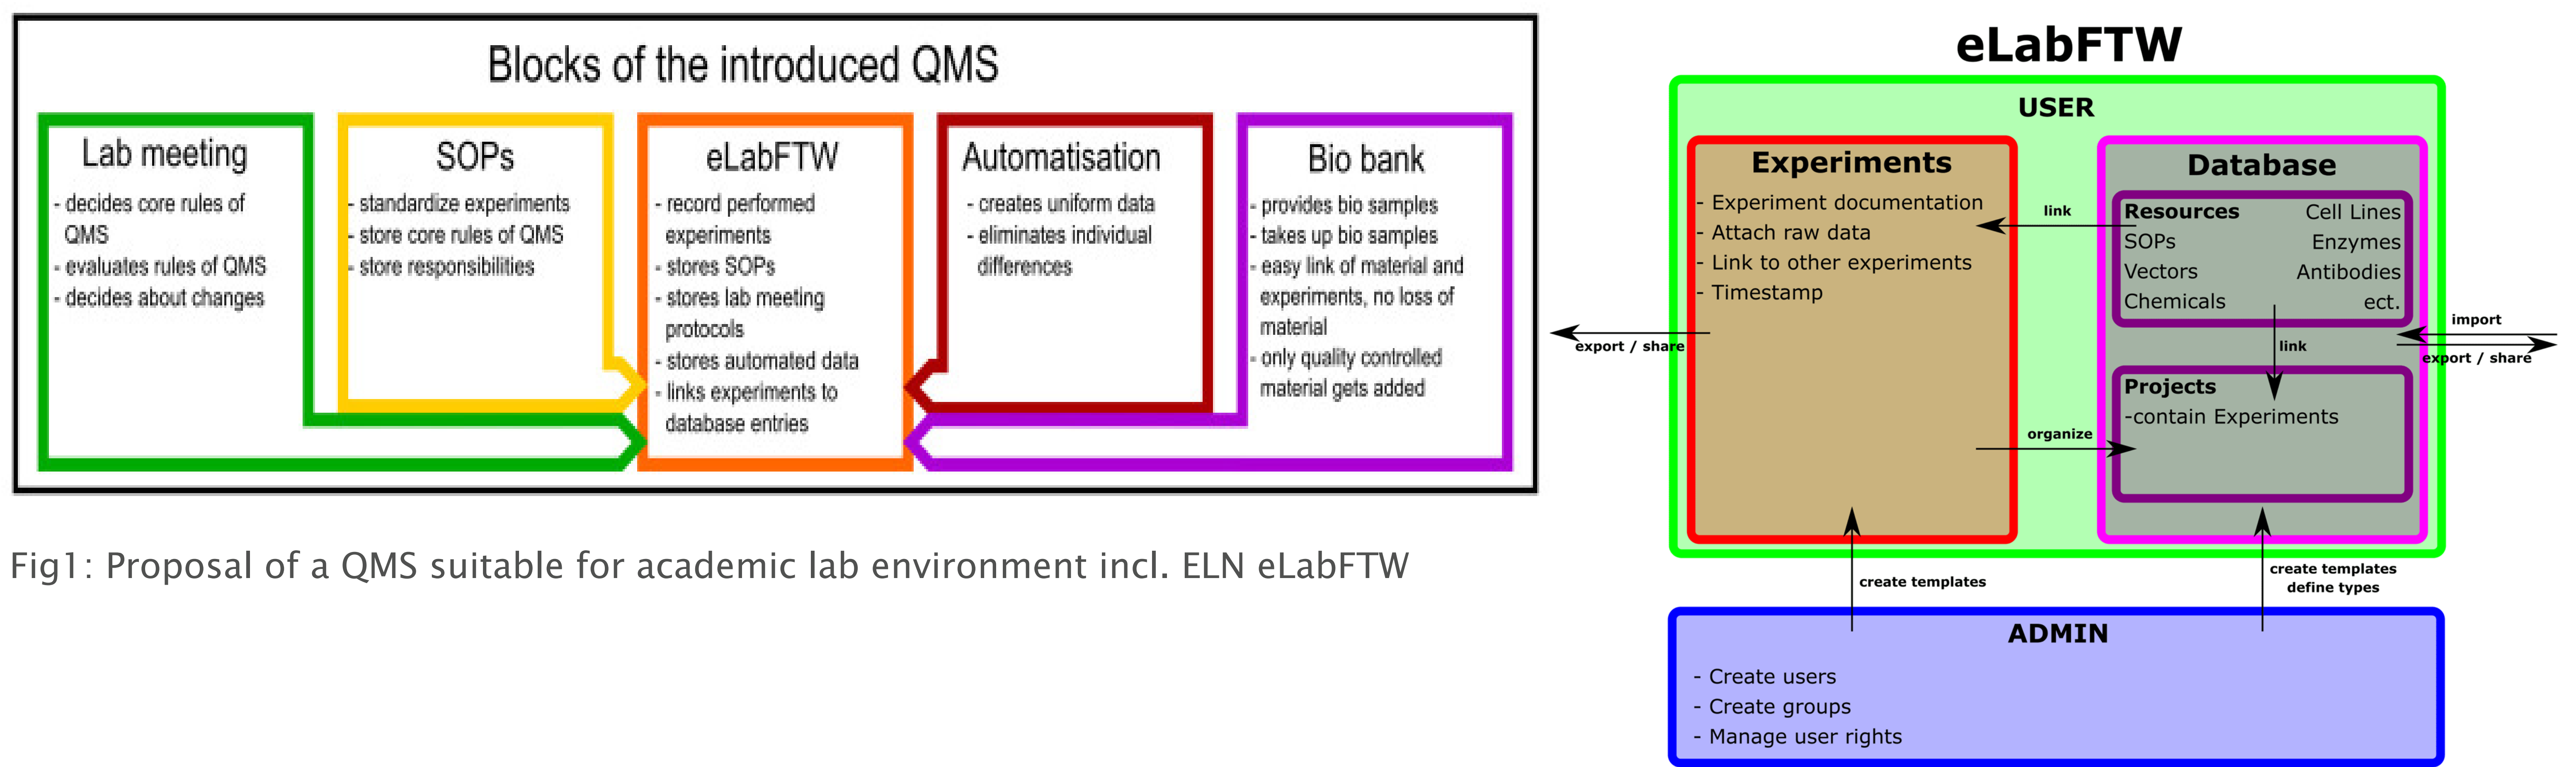 Blocks of the introduced QMS
Lab meeting
- decides core rules of
QMS
- evaluates rules of QMS
- decides about changes
SOPs
- standardize experiments
- store core rules of QMS
- store responsibilities
eLabFTW
- record performed
experiments
- stores SOPs
- stores lab meeting
protocols
- stores automated data
- links experiments to
database entries
Automatisation
- creates uniform data
- eliminates individual
differences
Bio bank
- provides bio samples
- takes up bio samples
- easy link of material and
experiments, no loss of
material
- only quality controlled
material gets added
Fig1: Proposal of a QMS suitable for academic lab environment incl. ELN eLabFTW
eLabFTW
USER
Experiments
- Experiment documentation
- Attach raw data
- Link to other experiments
- Timestamp
export / share
link
organize
Database
Resources Cell Lines
SOPs Enzymes
Vectors Antibodies
Chemicals ect.
link
import
export / share
Projects
-contain Experiments
create templates
create templates
define types
ADMIN
- Create users
- Create groups
- Manage user rights